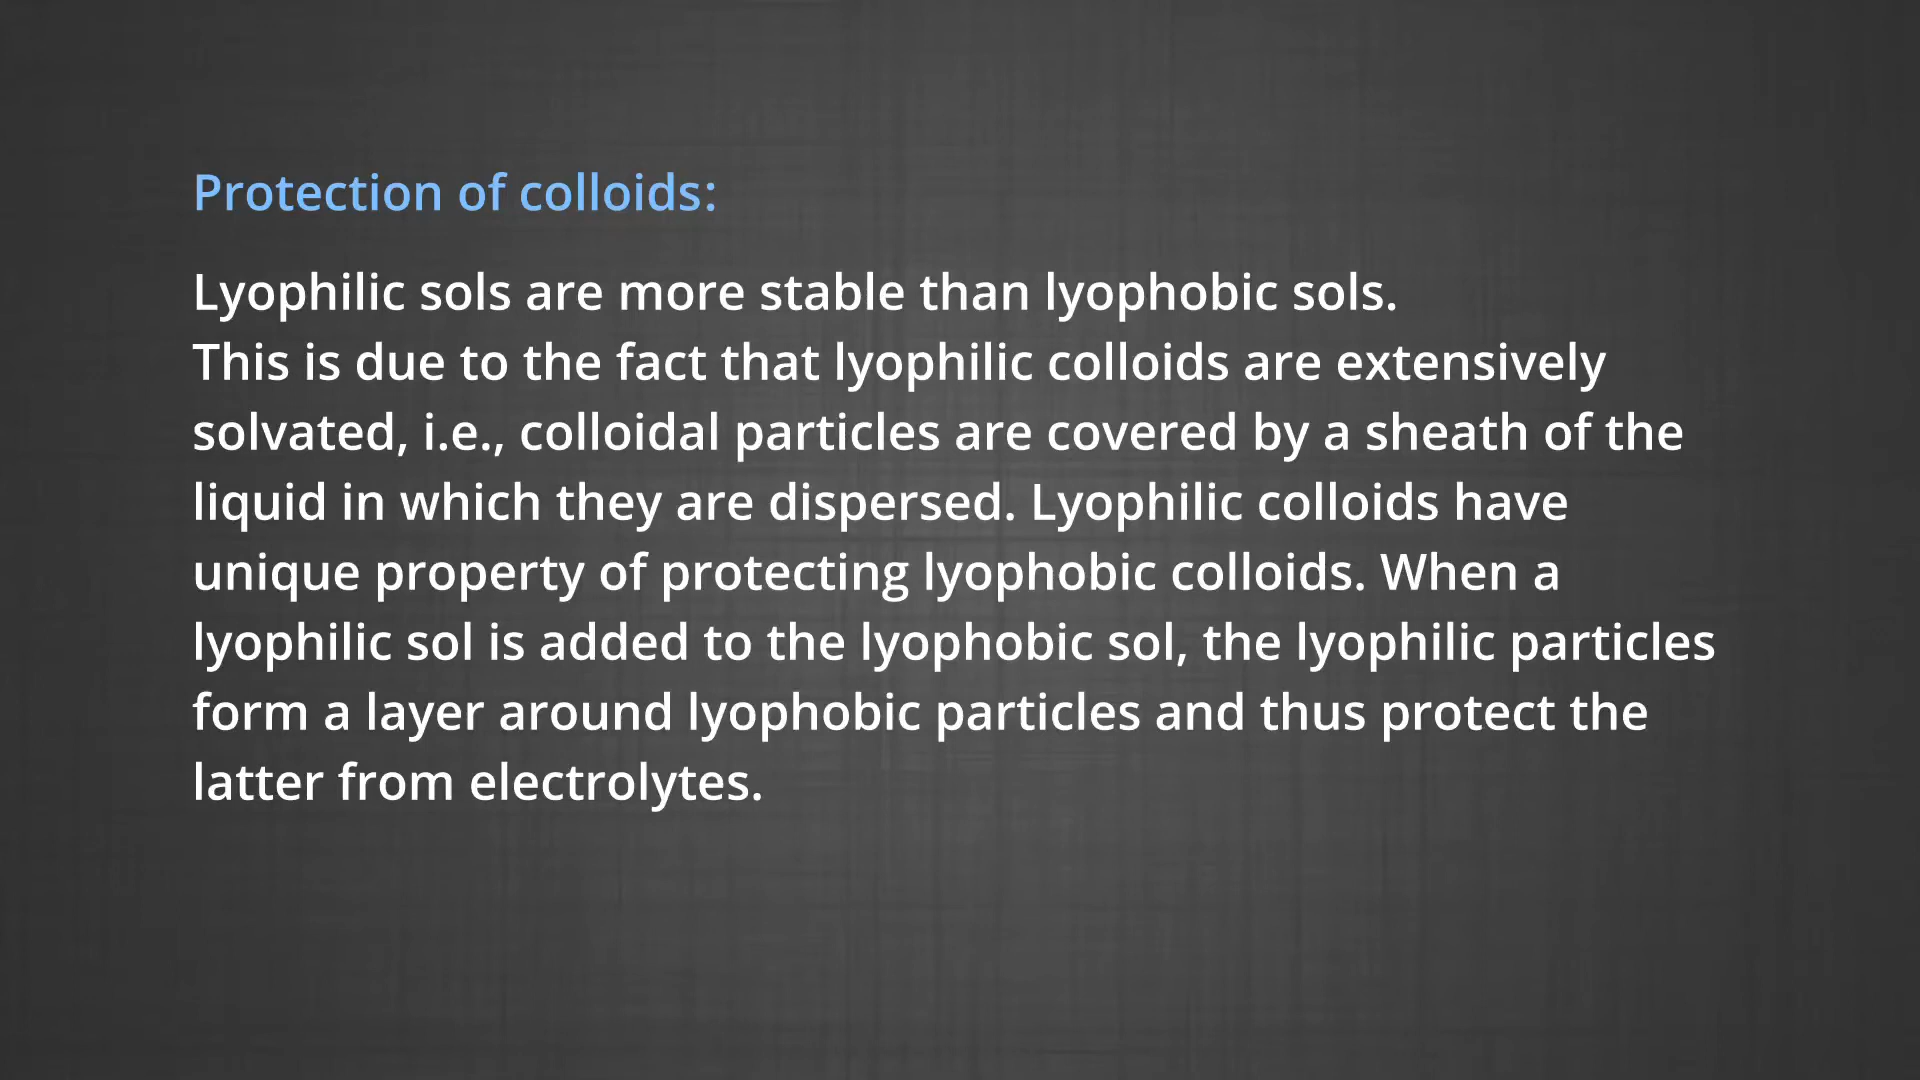 Protection of colloids:
Lyophilic sols are more stable than lyophobic sols.
This is due to the fact that lyophilic colloids are extensively
solvated, i.e., colloidal particles are covered by a sheath of the
liquid in which they are dispersed. Lyophilic colloids have
unique property of protecting lyophobic colloids. When a
lyophilic sol is added to the lyophobic sol, the lyophilic particles
form a layer around lyophobic particles and thus protect the
latter from electrolytes.